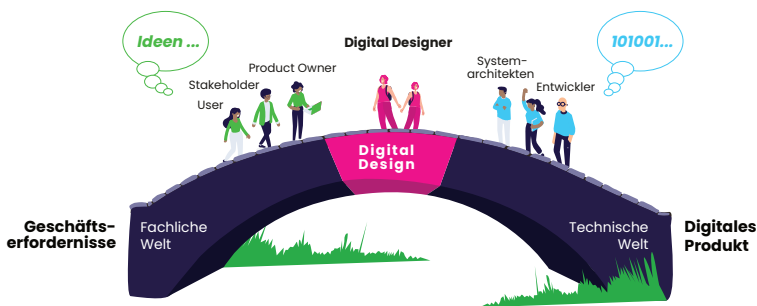 Ideen ...
Digital Designer
101001...
Product Owner
Stakeholder
User
System-
architekten
Entwickler
Digital
Design
Geschäfts-
erfordernisse
Fachliche
Welt
Technische
Welt
Digitales
Produkt